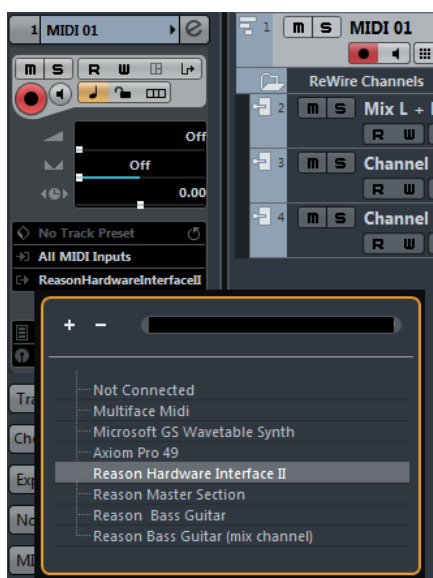 1 MIDI 01 e
m S R W
Off
Off
0.00
No Track Preset
All MIDI Inputs
ReasonHardwareInterfaceII
+ −
Not Connected
Multiface Midi
Microsoft GS Wavetable Synth
Axiom Pro 49
Reason Hardware Interface II
Reason Master Section
Reason Bass Guitar
Reason Bass Guitar (mix channel)
1 m S MIDI 01
ReWire Channels
2 m S Mix L +
R W
3 m S Channel
R W
4 m S Channel
R W